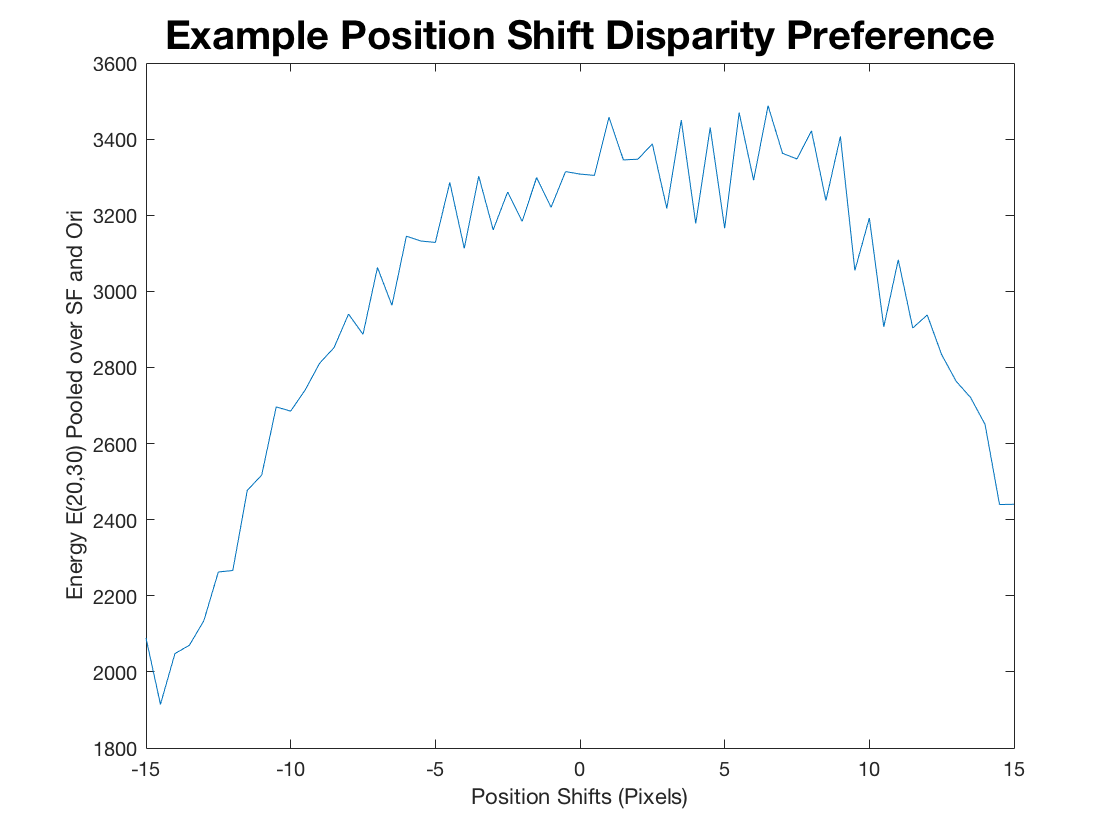 Example Position Shift Disparity Preference
Energy E(20,30) Pooled over SF and Ori
3600
3400
3200
3000
2800
2600
2400
2200
2000
1800
-15 -10 -5 0 5 10 15
Position Shifts (Pixels)